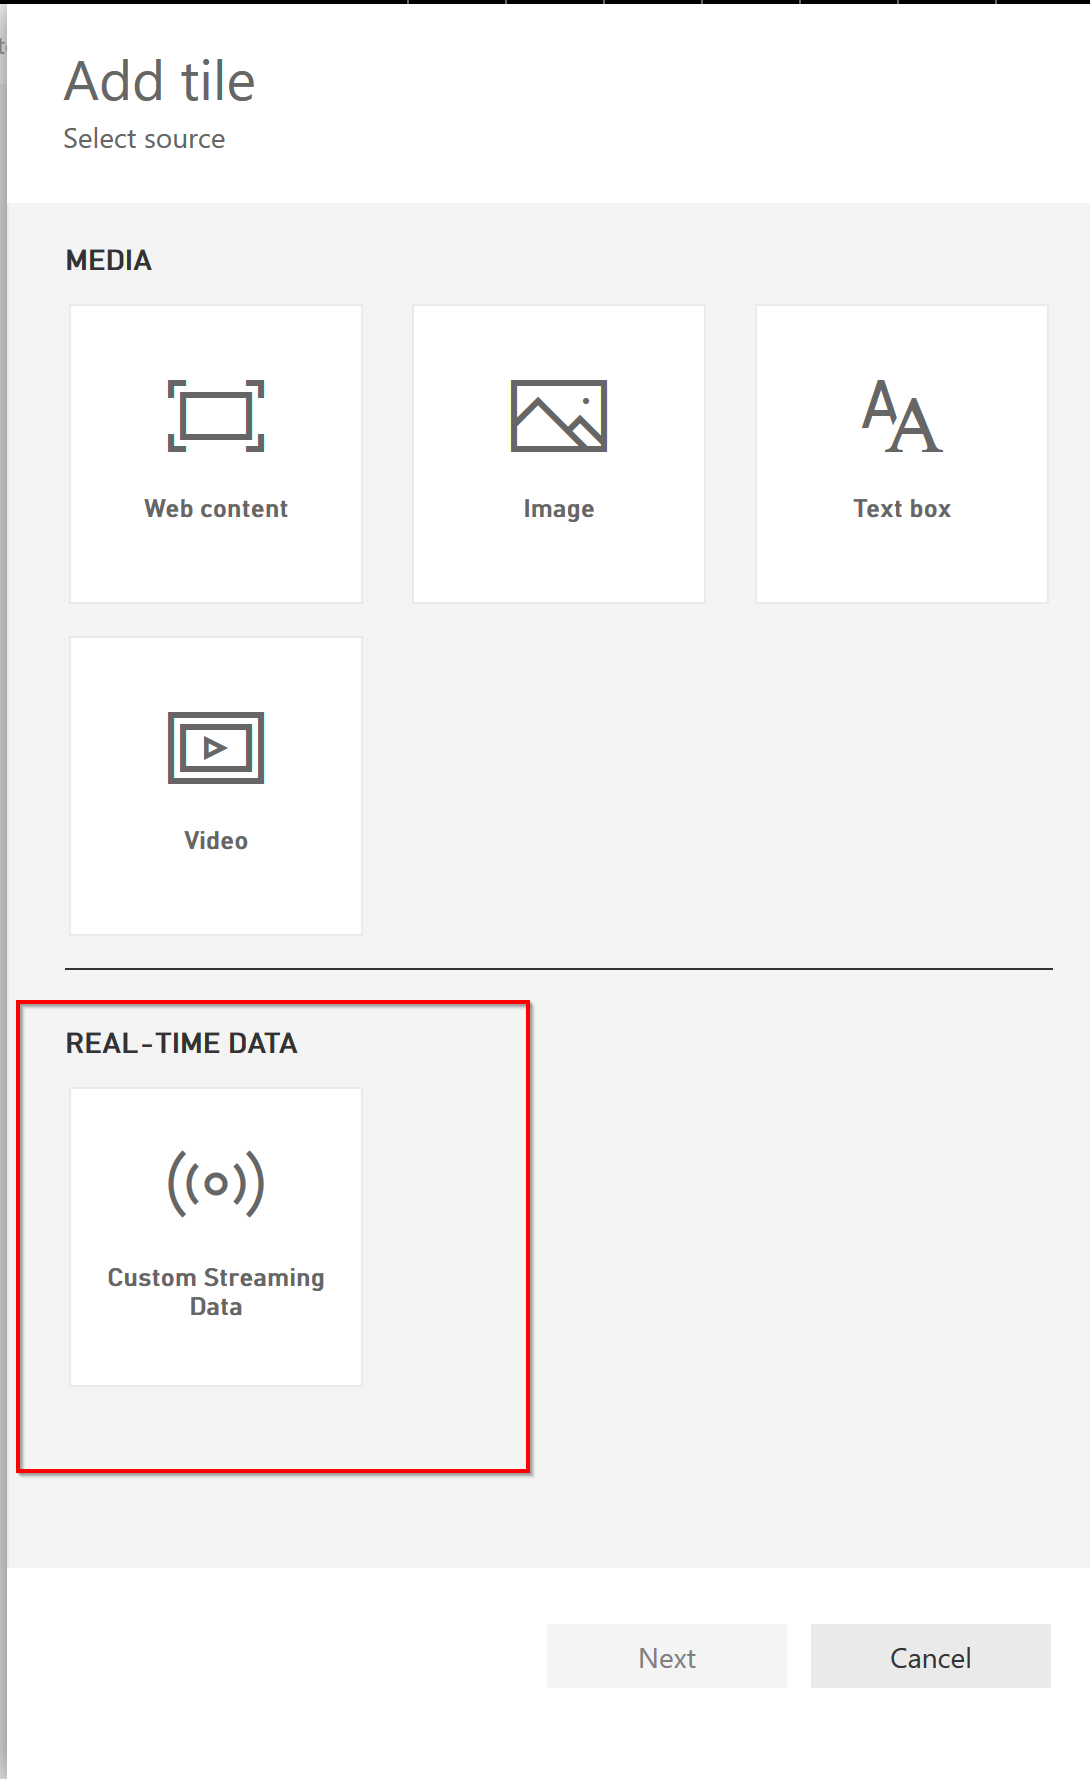 Add tile
Select source
MEDIA
Web content
Image
Text box
Video
REAL-TIME DATA
Custom Streaming
Data
Next
Cancel